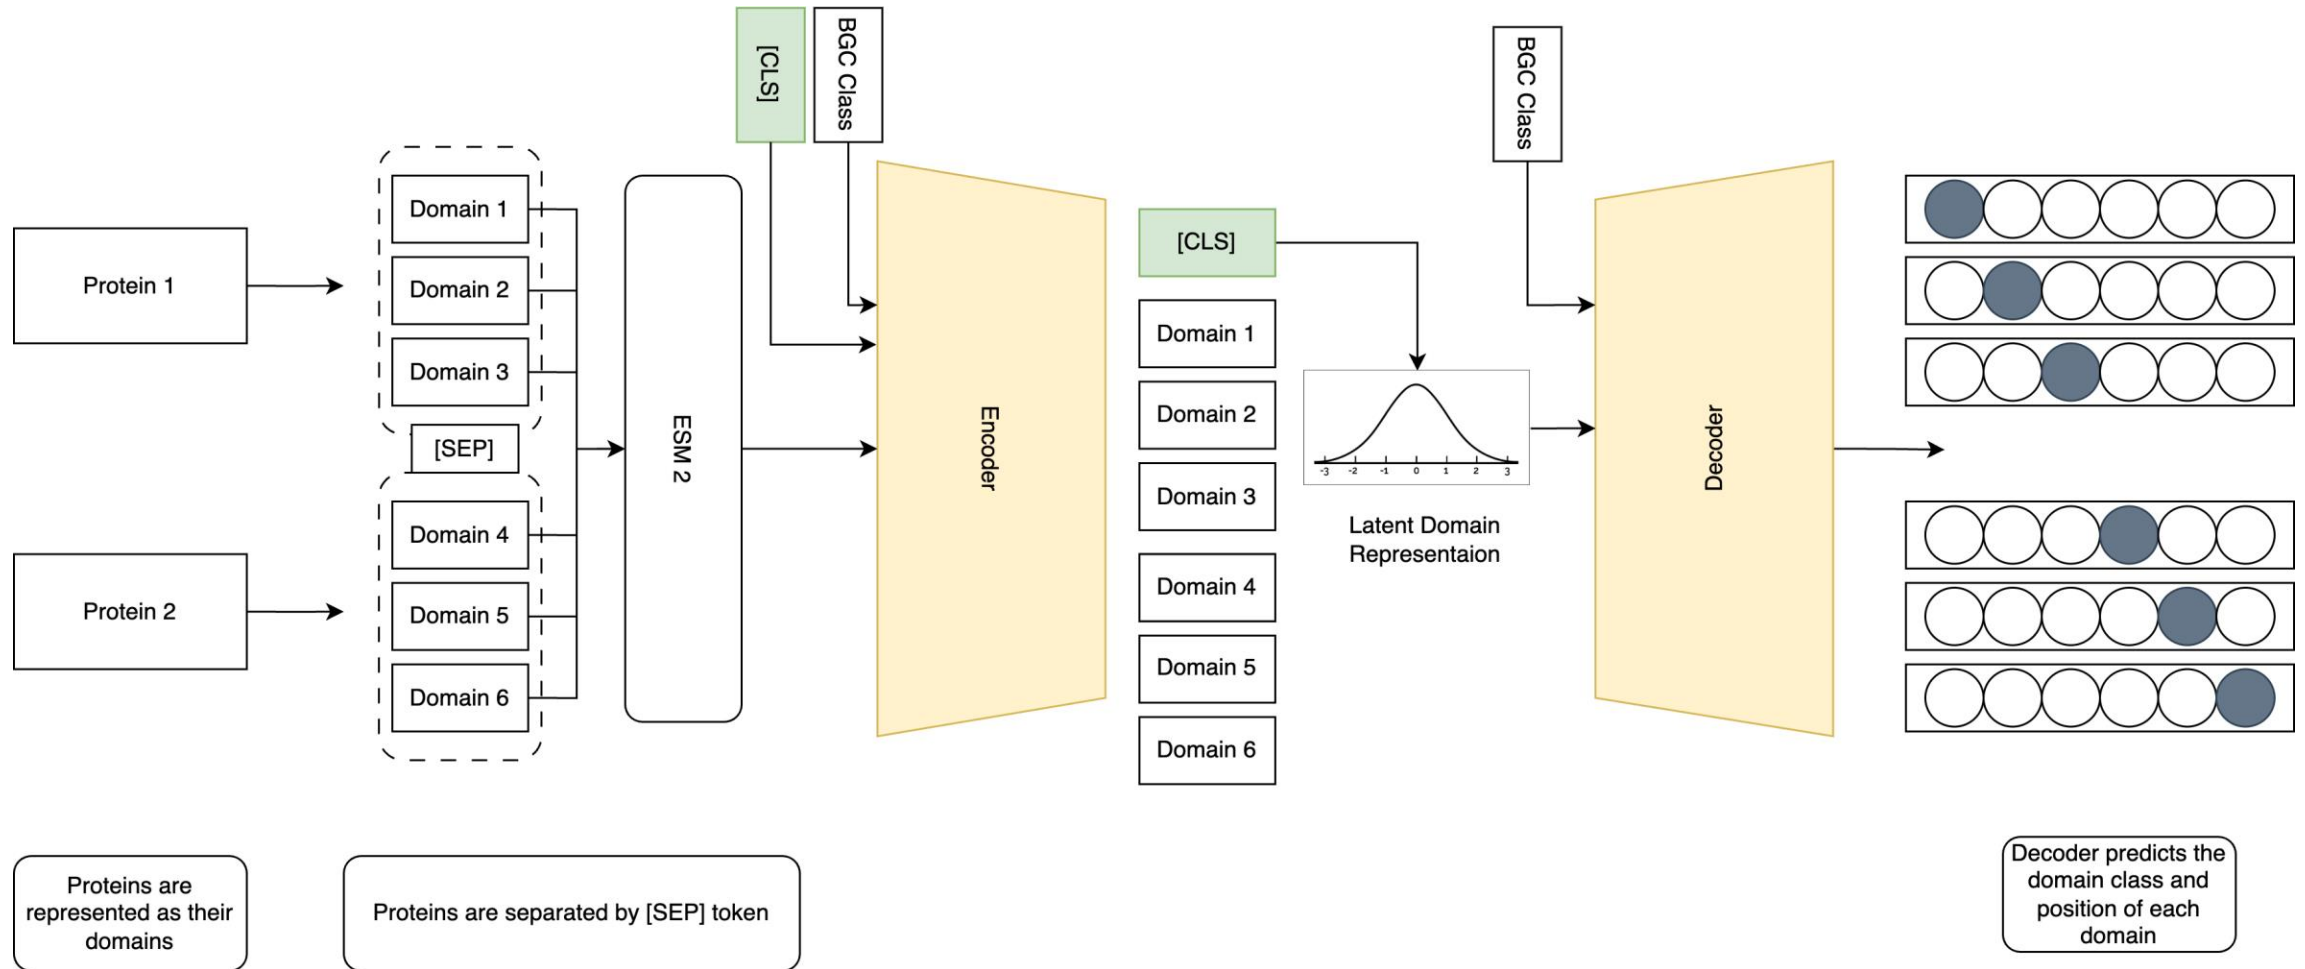 [CLS]
BGC Class
BGC Class
Protein 1
Domain 1
Domain 2
Domain 3
[SEP]
Protein 2
Domain 4
Domain 5
Domain 6
ESM 2
Encoder
[CLS]
Domain 1
Domain 2
Domain 3
Domain 4
Domain 5
Domain 6
-3 -2 -1 0 1 2 3
Latent Domain
Representaion
Decoder
Proteins are
represented as their
domains
Proteins are separated by [SEP] token
Decoder predicts the
domain class and
position of each
domain